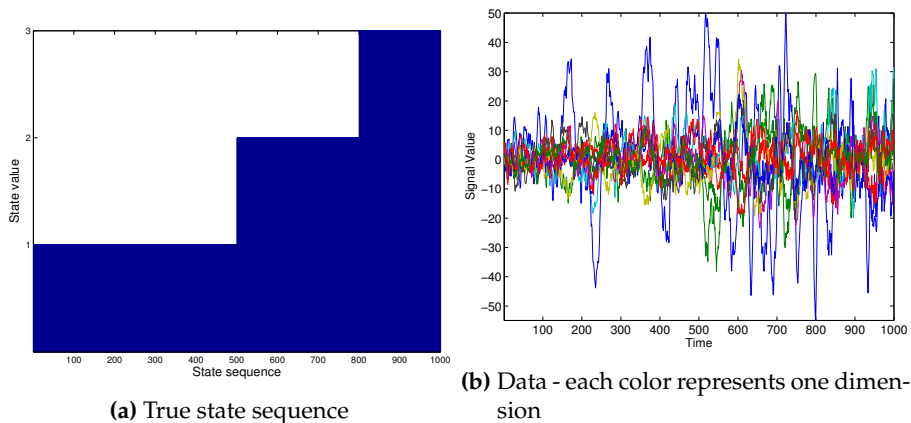 3
2
1
State value
100 200 300 400 500 600 700 800 900 1000
State sequence
(a) True state sequence
50
40
30
20
10
0
-10
-20
-30
-40
-50
Signal Value
100 200 300 400 500 600 700 800 900 1000
Time
(b) Data - each color represents one dimen-
sion